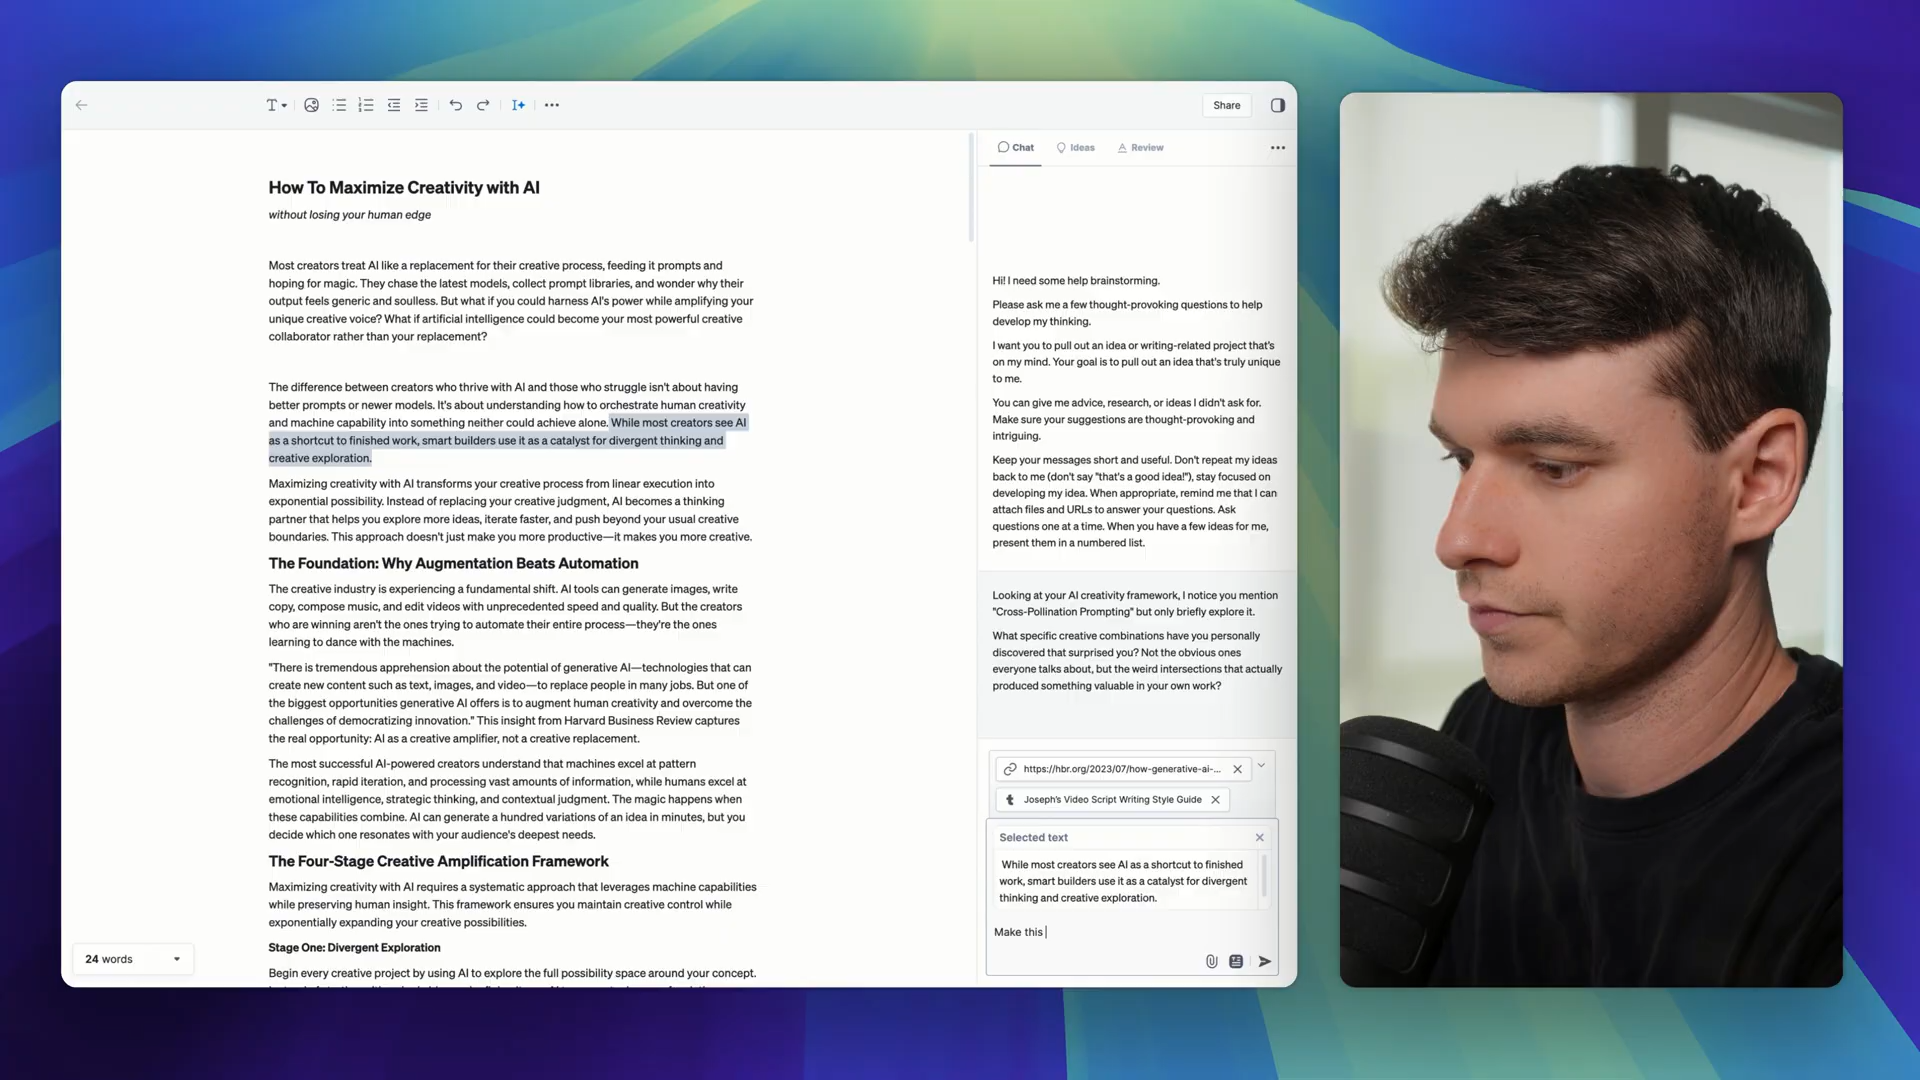 Share
How To Maximize Creativity with AI
without losing your human edge
Most creators treat AI like a replacement for their creative process, feeding it prompts and
hoping for magic. They chase the latest models, collect prompt libraries, and wonder why their
output feels generic and soulless. But what if you could harness AI's power while amplifying your
unique creative voice? What if artificial intelligence could become your most powerful creative
collaborator rather than your replacement?
The difference between creators who thrive with AI and those who struggle isn't about having
better prompts or newer models. It's about understanding how to orchestrate human creativity
and machine capability into something neither could achieve alone. While most creators see AI
as a shortcut to finished work, smart builders use it as a catalyst for divergent thinking and
creative exploration.
Maximizing creativity with AI transforms your creative process from linear execution into
exponential possibility. Instead of replacing your creative judgment, AI becomes a thinking
partner that helps you explore more ideas, iterate faster, and push beyond your usual creative
boundaries. This approach doesn't just make you more productive—it makes you more creative.
The Foundation: Why Augmentation Beats Automation
The creative industry is experiencing a fundamental shift. AI tools can generate images, write
copy, compose music, and edit videos with unprecedented speed and quality. But the creators
who are winning aren't the ones trying to automate their entire process—they're the ones
learning to dance with the machines.
"There is tremendous apprehension about the potential of generative AI—technologies that can
create new content such as text, images, and video—to replace people in many jobs. But one of
the biggest opportunities generative AI offers is to augment human creativity and overcome the
challenges of democratizing innovation." This insight from Harvard Business Review captures
the real opportunity: AI as a creative amplifier, not a creative replacement.
The most successful AI-powered creators understand that machines excel at pattern
recognition, rapid iteration, and processing vast amounts of information, while humans excel at
emotional intelligence, strategic thinking, and contextual judgment. The magic happens when
these capabilities combine. AI can generate a hundred variations of an idea in minutes, but you
decide which one resonates with your audience's deepest needs.
The Four-Stage Creative Amplification Framework
Maximizing creativity with AI requires a systematic approach that leverages machine capabilities
while preserving human insight. This framework ensures you maintain creative control while
exponentially expanding your creative possibilities.
Stage One: Divergent Exploration
Begin every creative project by using AI to explore the full possibility space around your concept.
24 words
Chat Ideas Review
Hi! I need some help brainstorming.
Please ask me a few thought-provoking questions to help
develop my thinking.
I want you to pull out an idea or writing-related project that's
on my mind. Your goal is to pull out an idea that's truly unique
to me.
You can give me advice, research, or ideas I didn't ask for.
Make sure your suggestions are thought-provoking and
intriguing.
Keep your messages short and useful. Don't repeat my ideas
back to me (don't say "that's a good idea!"), stay focused on
developing my idea. When appropriate, remind me that I can
attach files and URLs to answer your questions. Ask
questions one at a time. When you have a few ideas for me,
present them in a numbered list.
Looking at your AI creativity framework, I notice you mention
"Cross-Pollination Prompting" but only briefly explore it.
What specific creative combinations have you personally
discovered that surprised you? Not the obvious ones
everyone talks about, but the weird intersections that actually
produced something valuable in your own work?
https://hbr.org/2023/07/how-generative-ai-...
Joseph's Video Script Writing Style Guide
Selected text
While most creators see AI as a shortcut to finished
work, smart builders use it as a catalyst for divergent
thinking and creative exploration.
Make this